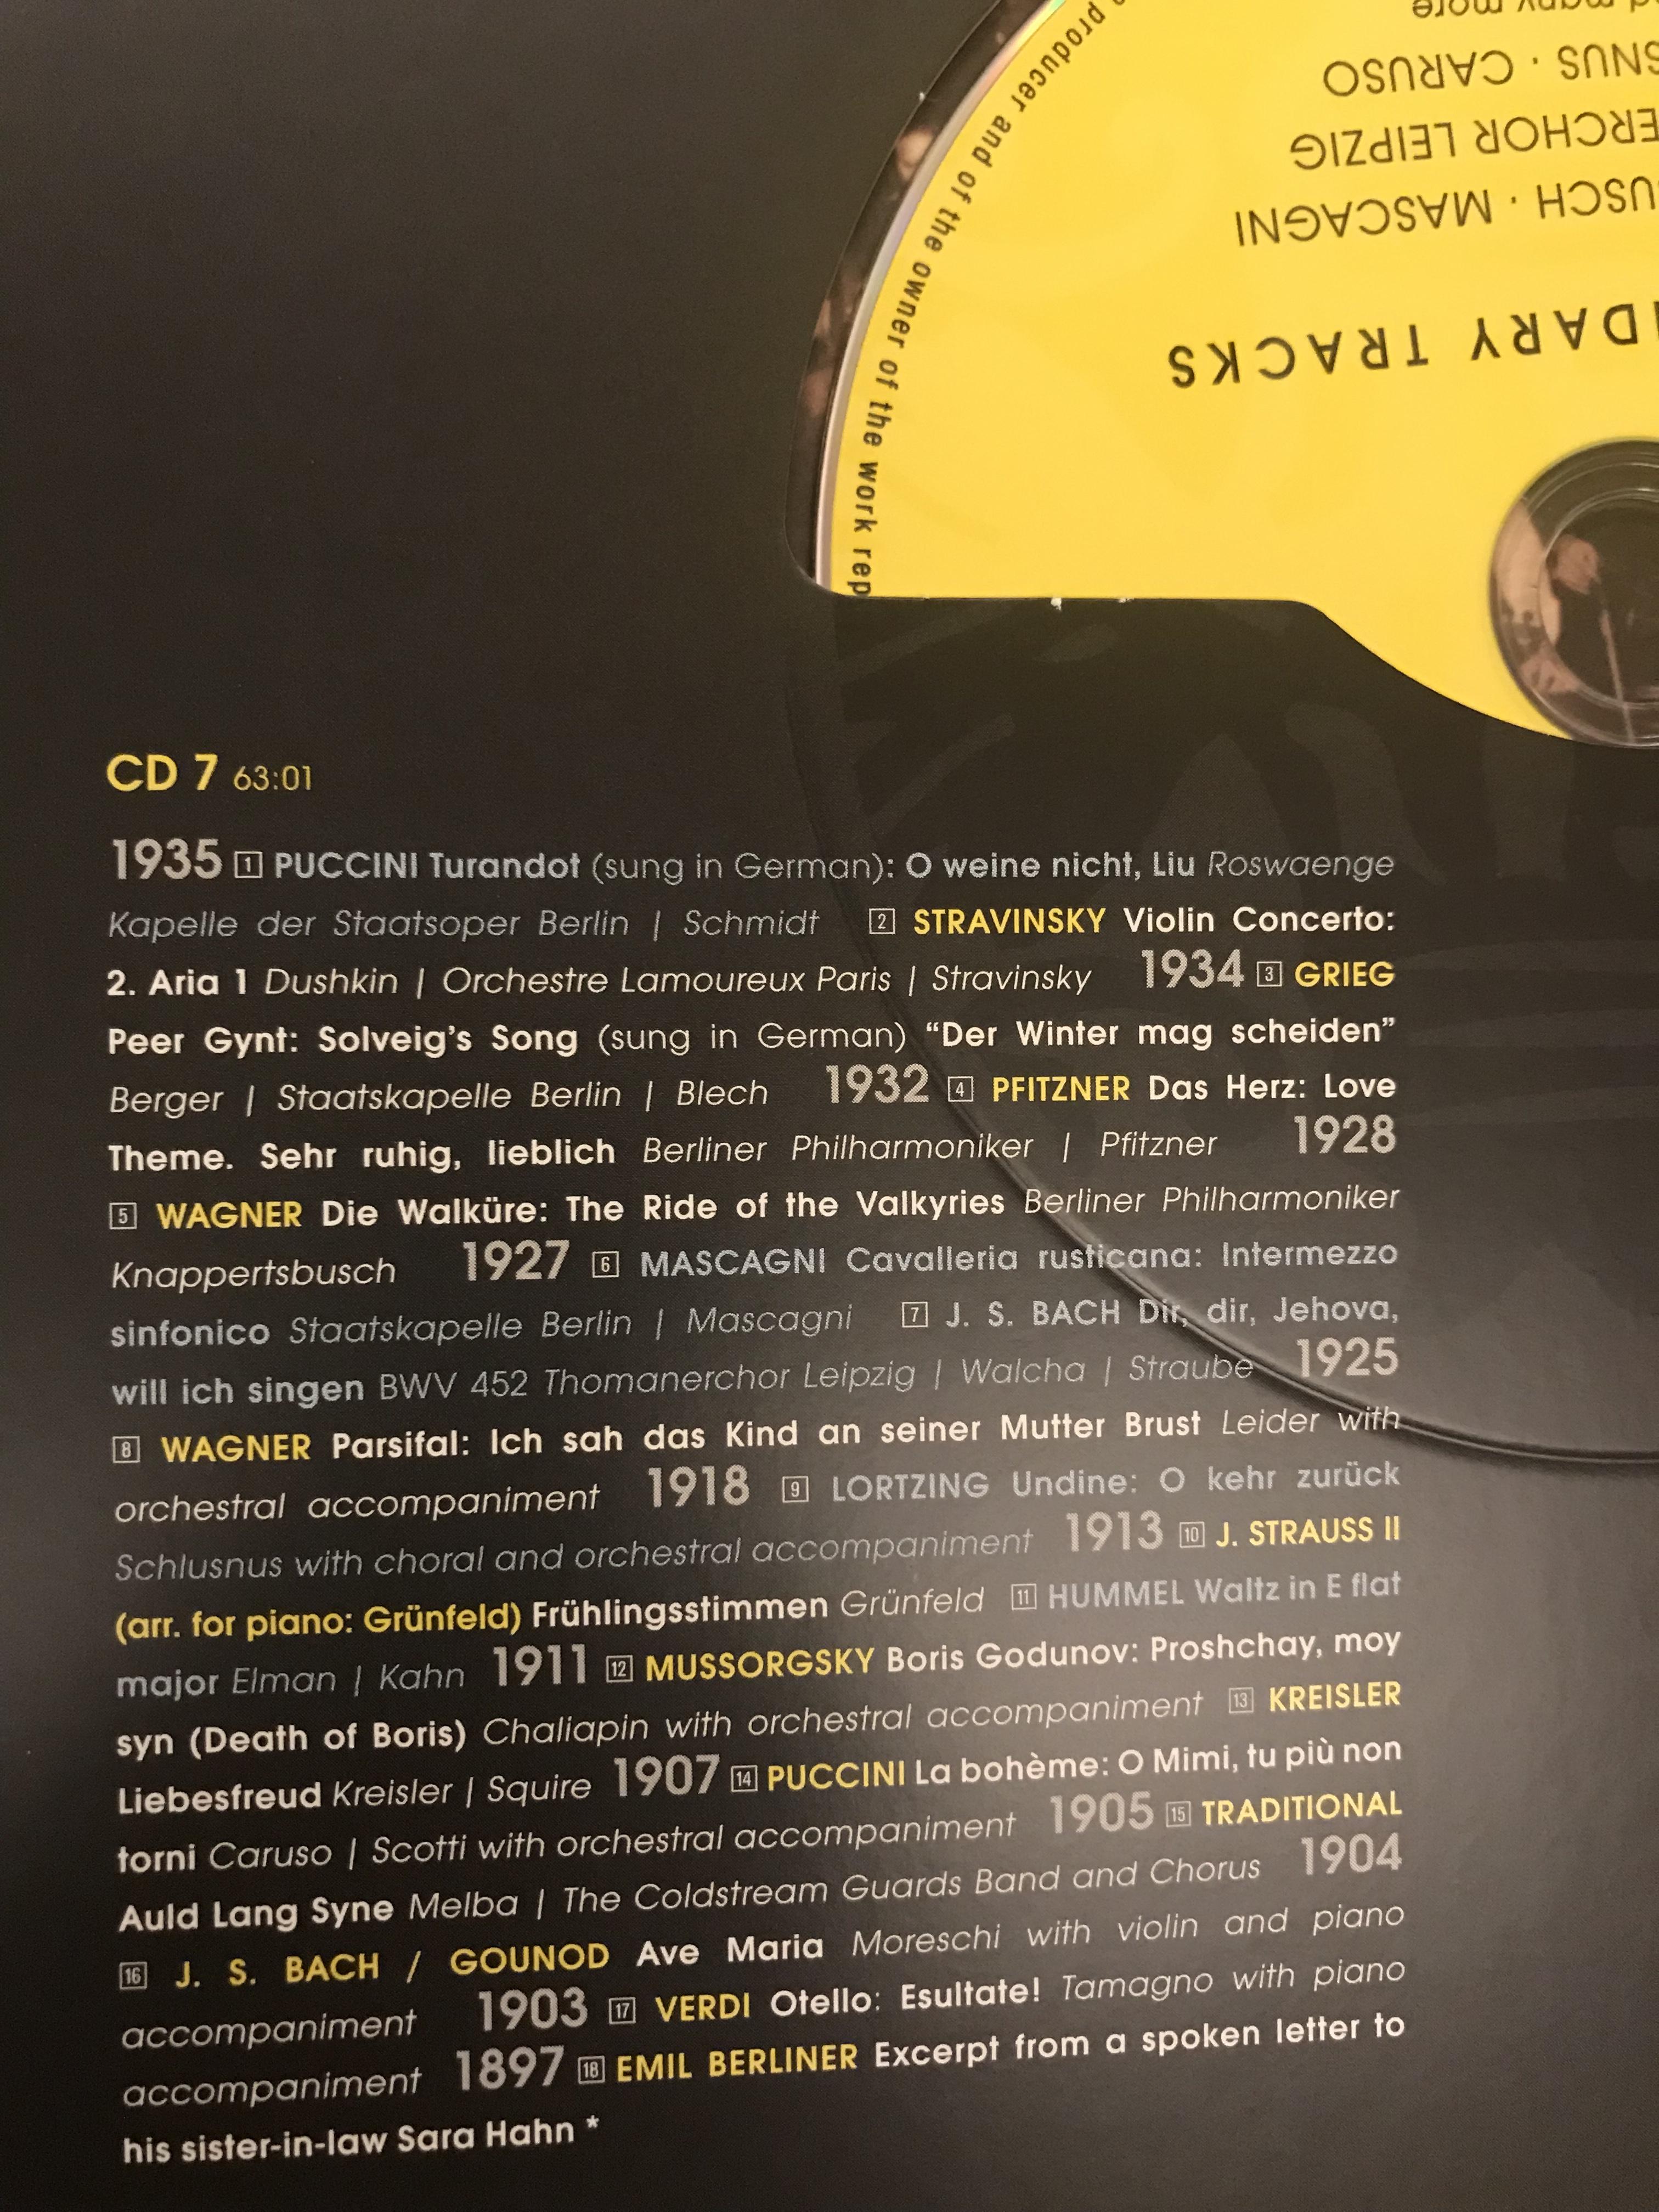 producer and of the owner of the work rep
many more
CARUSO
LEIPZIG
MASCAGNI
TRACKS
CD 7 63:01
1935 1 PUCCINI Turandot (sung in German): O weine nicht, Liu Roswaenge
Kapelle der Staatsoper Berlin | Schmidt 2 STRAVINSKY Violin Concerto:
2. Aria 1 Dushkin | Orchestre Lamoureux Paris | Stravinsky 1934 3 GRIEG
Peer Gynt: Solveig's Song (sung in German) “Der Winter mag scheiden”
Berger | Staatskapelle Berlin | Blech 1932 4 PFITZNER Das Herz: Love
Theme. Sehr ruhig, lieblich Berliner Philharmoniker | Pfitzner 1928
5 WAGNER Die Walküre: The Ride of the Valkyries Berliner Philharmoniker
Knappertsbusch 1927 6 MASCAGNI Cavalleria rusticana: Intermezzo
sinfonico Staatskapelle Berlin | Mascagni 7 J. S. BACH Dir, dir, Jehova,
will ich singen BWV 452 Thomanerchor Leipzig | Walcha | Straube 1925
8 WAGNER Parsifal: Ich sah das Kind an seiner Mutter Brust Leider with
orchestral accompaniment 1918 9 LORTZING Undine: O kehr zurück
Schlusnus with choral and orchestral accompaniment 1913 10 J. STRAUSS II
(arr. for piano: Grünfeld) Frühlingsstimmen Grünfeld 11 HUMMEL Waltz in E flat
major Elman | Kahn 1911 12 MUSSORGSKY Boris Godunov: Proshchay, moy
syn (Death of Boris) Chaliapin with orchestral accompaniment 13 KREISLER
Liebesfreud Kreisler | Squire 1907 14 PUCCINI La bohème: O Mimi, tu più non
torni Caruso | Scotti with orchestral accompaniment 1905 15 TRADITIONAL
Auld Lang Syne Melba | The Coldstream Guards Band and Chorus 1904
16 J. S. BACH / GOUNOD Ave Maria Moreschi with violin and piano
accompaniment 1903 17 VERDI Otello: Esultate! Tamagno with piano
accompaniment 1897 18 EMIL BERLINER Excerpt from a spoken letter to
his sister-in-law Sara Hahn *